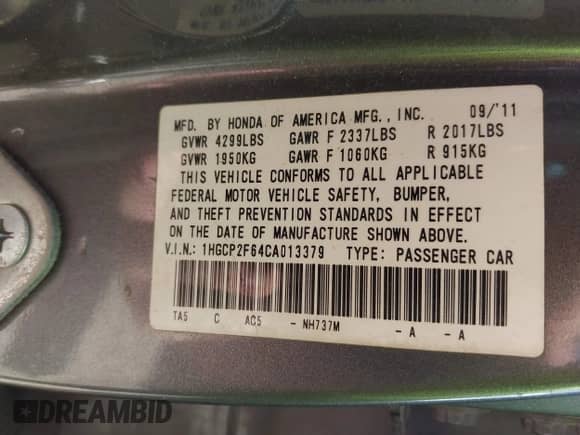 MFD. BY HONDA OF AMERICA MFG., INC. 09/'11
GVWR 4299LBS GAWR F 2337LBS R 2017LBS
GVWR 1950KG GAWR F 1060KG R 915KG
THIS VEHICLE CONFORMS TO ALL APPLICABLE
FEDERAL MOTOR VEHICLE SAFETY, BUMPER,
AND THEFT PREVENTION STANDARDS IN EFFECT
ON THE DATE OF MANUFACTURE SHOWN ABOVE.
V.I.N.: 1HGCP2F64CA013379 TYPE: PASSENGER CAR
TA5 C AC5 - NH737M - A - A
DREAMBID